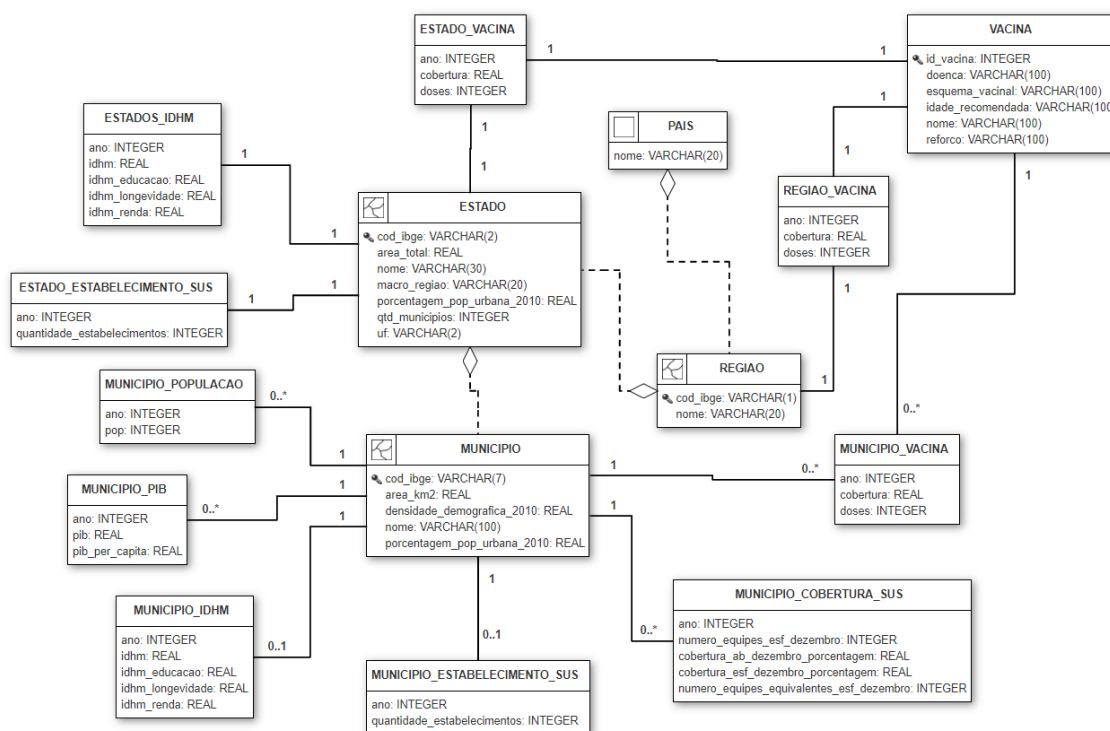 ESTADO_VACINA
ano: INTEGER
cobertura: REAL
doses: INTEGER
1
1
VACINA
id_vacina: INTEGER
doenca: VARCHAR(100)
esquema_vacinal: VARCHAR(100)
idade_recomendada: VARCHAR(100
nome: VARCHAR(100)
reforco: VARCHAR(100)
ESTADOS_IDHM
ano: INTEGER
idhm: REAL
idhm_educacao: REAL
idhm_longevidade: REAL
idhm_renda: REAL
1
1
1
1
PAIS
nome: VARCHAR(20)
1
1
1
REGIAO_VACINA
ano: INTEGER
cobertura: REAL
doses: INTEGER
1
1
ESTADO
cod_ibge: VARCHAR(2)
area_total: REAL
nome: VARCHAR(30)
macro_regiao: VARCHAR(20)
porcentagem_pop_urbana_2010: REAL
qtd_municipios: INTEGER
uf: VARCHAR(2)
ESTADO_ESTABELECIMENTO_SUS
ano: INTEGER
quantidade_estabelecimentos: INTEGER
1
1
REGIAO
cod_ibge: VARCHAR(1)
nome: VARCHAR(20)
MUNICIPIO_POPULACAO
ano: INTEGER
pop: INTEGER
0..*
1
MUNICIPIO
cod_ibge: VARCHAR(7)
area_km2: REAL
densidade_demografica_2010: REAL
nome: VARCHAR(100)
porcentagem_pop_urbana_2010: REAL
1
0..*
0..*
MUNICIPIO_VACINA
ano: INTEGER
cobertura: REAL
doses: INTEGER
MUNICIPIO_PIB
ano: INTEGER
pib: REAL
pib_per_capita: REAL
0..*
1
1
1
MUNICIPIO_IDHM
ano: INTEGER
idhm: REAL
idhm_educacao: REAL
idhm_longevidade: REAL
idhm_renda: REAL
0..1
1
0..1
MUNICIPIO_ESTABELECIMENTO_SUS
ano: INTEGER
quantidade_estabelecimentos: INTEGER
0..*
MUNICIPIO_COBERTURA_SUS
ano: INTEGER
numero_equipes_esf_dezembro: INTEGER
cobertura_ab_dezembro_porcentagem: REAL
cobertura_esf_dezembro_porcentagem: REAL
numero_equipes_equivalentes_esf_dezembro: INTEGER